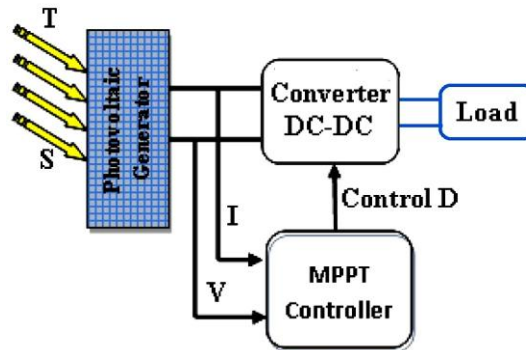 T
S
Photovoltaic
Generator
Converter
DC-DC
Load
Control D
I
V
MPPT
Controller